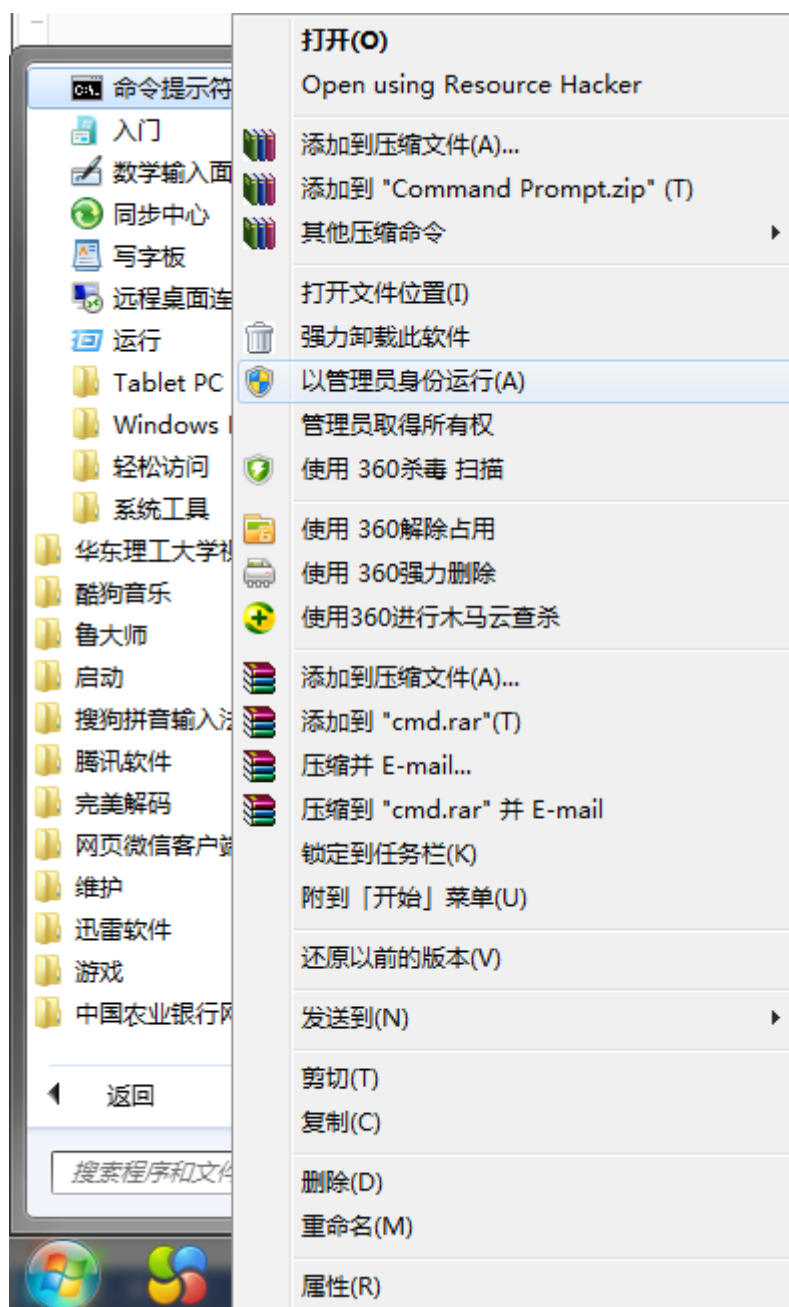 命令提示符
入门
数学输入面
同步中心
写字板
远程桌面连
运行
Tablet PC
Windows
轻松访问
系统工具
华东理工大学
酷狗音乐
鲁大师
启动
搜狗拼音输入
腾讯软件
完美解码
网页微信客户
维护
迅雷软件
游戏
中国农业银行
返回
搜索程序和文件
打开(O)
Open using Resource Hacker
添加到压缩文件(A)...
添加到 "Command Prompt.zip" (T)
其他压缩命令
打开文件位置(I)
强力卸载此软件
以管理员身份运行(A)
管理员取得所有权
使用 360杀毒 扫描
使用 360解除占用
使用 360强力删除
使用360进行木马云查杀
添加到压缩文件(A)...
添加到 "cmd.rar"(T)
压缩并 E-mail...
压缩到 "cmd.rar" 并 E-mail
锁定到任务栏(K)
附到「开始」菜单(U)
还原以前的版本(V)
发送到(N)
剪切(T)
复制(C)
删除(D)
重命名(M)
属性(R)